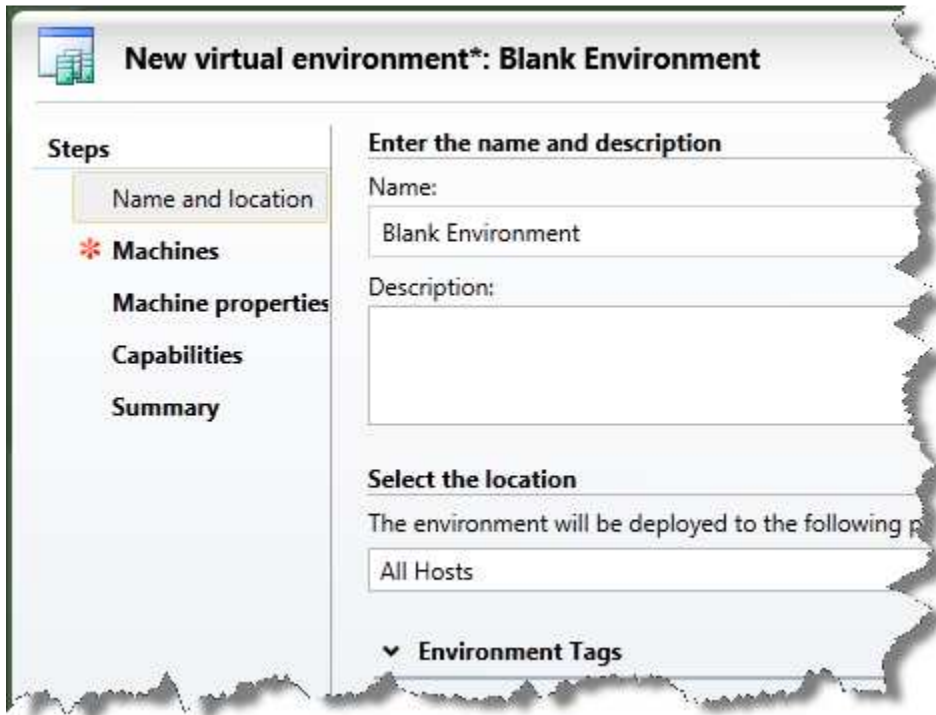 New virtual environment*: Blank Environment
Steps
Name and location
* Machines
Machine properties
Capabilities
Summary
Enter the name and description
Name:
Blank Environment
Description:
Select the location
The environment will be deployed to the following
All Hosts
Environment Tags